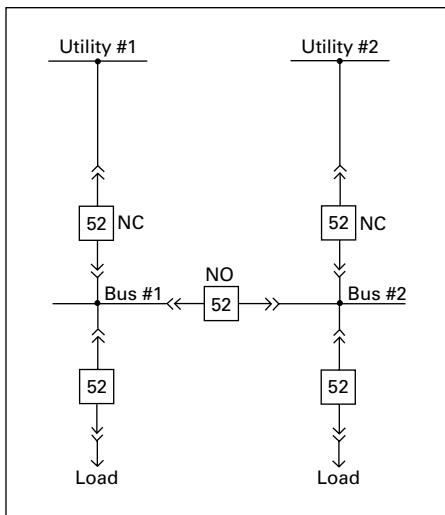 Utility #1 Utility #2
52 NC 52 NC
NO
Bus #1 52 Bus #2
52 52
Load Load